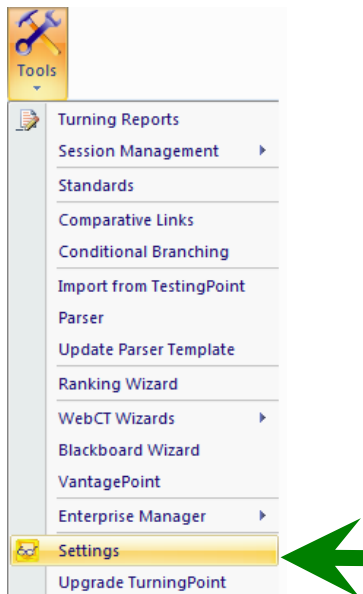 Tools
Turning Reports
Session Management
Standards
Comparative Links
Conditional Branching
Import from TestingPoint
Parser
Update Parser Template
Ranking Wizard
WebCT Wizards
Blackboard Wizard
VantagePoint
Enterprise Manager
Settings
Upgrade TurningPoint